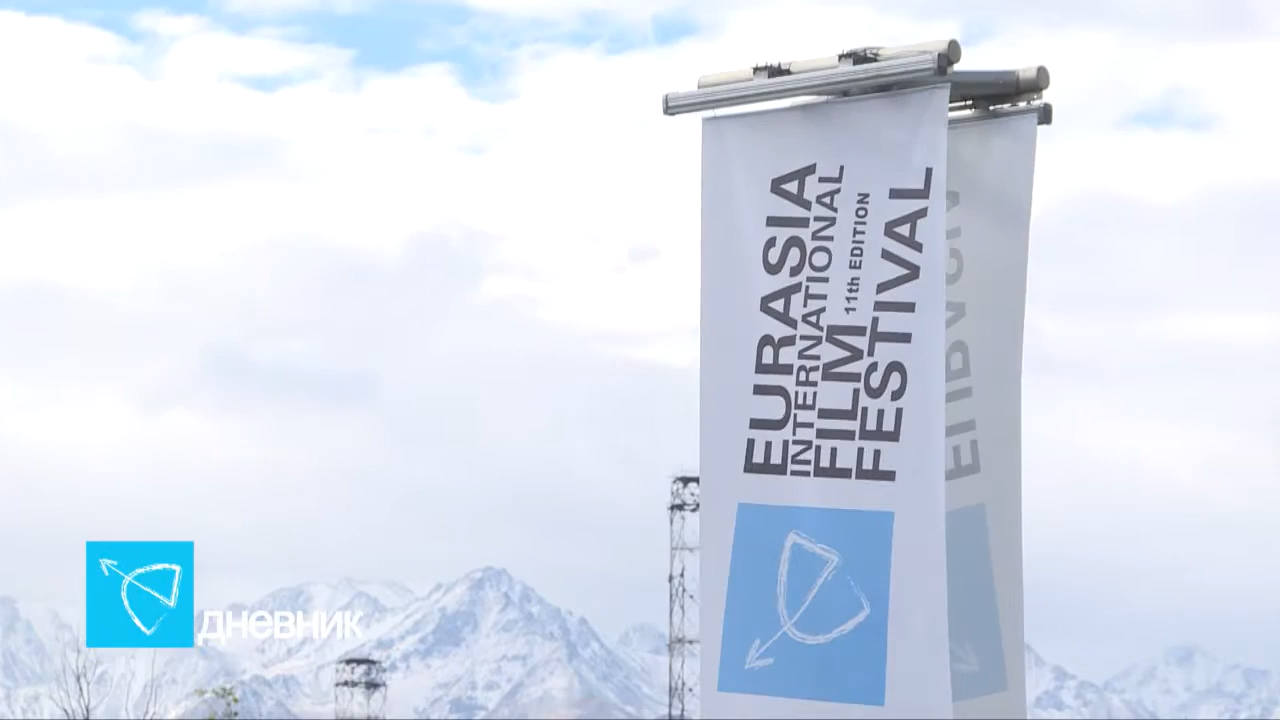 EURASIA
INTERNATIONAL
FILM 11th EDITION
FESTIVAL
дневник